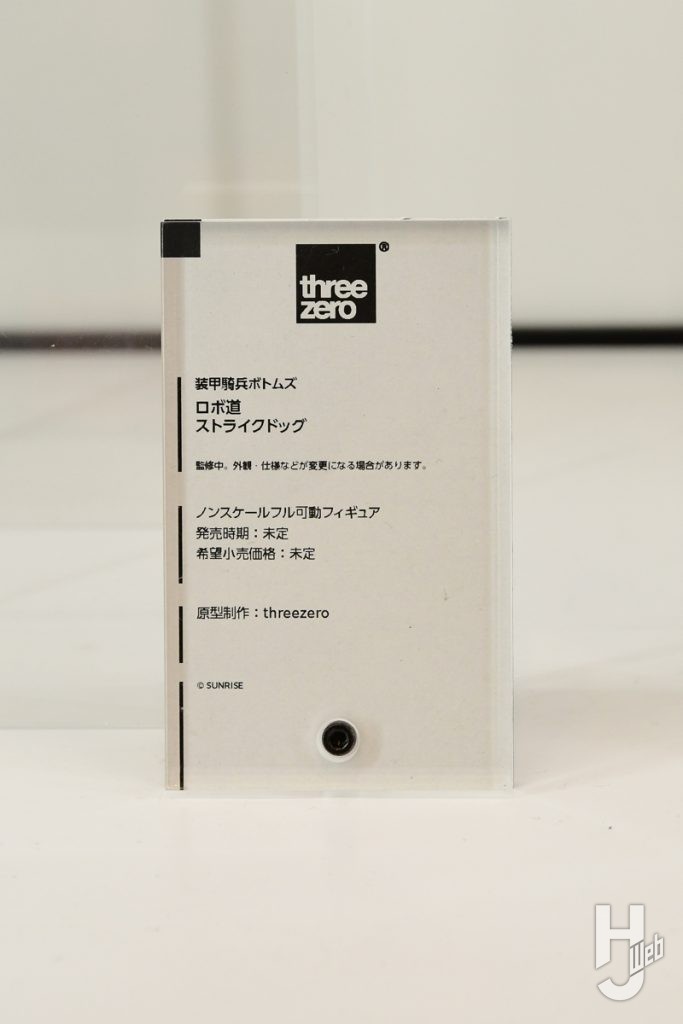 three
zero
®
装甲騎兵ボトムズ
ロボ道
ストライクドッグ
監修中。外観・仕様などが変更になる場合があります。
ノンスケールフル可動フィギュア
発売時期：未定
希望小売価格：未定
原型制作：threezero
© SUNRISE
HJ Web